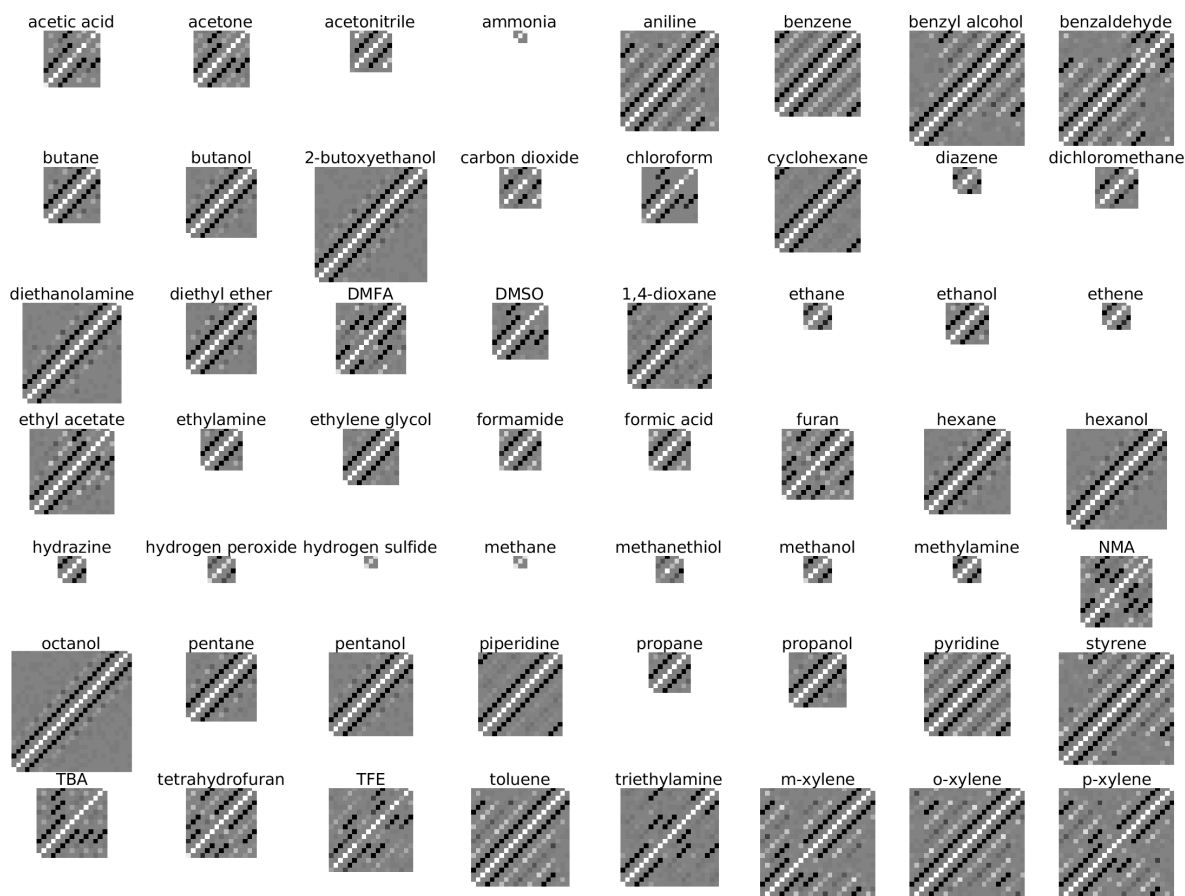 acetic acid acetone acetonitrile ammonia aniline benzene benzyl alcohol benzaldehyde
butane butanol 2-butoxyethanol carbon dioxide chloroform cyclohexane diazene dichloromethane
diethanolamine diethyl ether DMFA DMSO 1,4-dioxane ethane ethanol ethene
ethyl acetate ethylamine ethylene glycol formamide formic acid furan hexane hexanol
hydrazine hydrogen peroxide hydrogen sulfide methane methanethiol methanol methylamine NMA
octanol pentane pentanol piperidine propane propanol pyridine styrene
TBA tetrahydrofuran TFE toluene triethylamine m-xylene o-xylene p-xylene